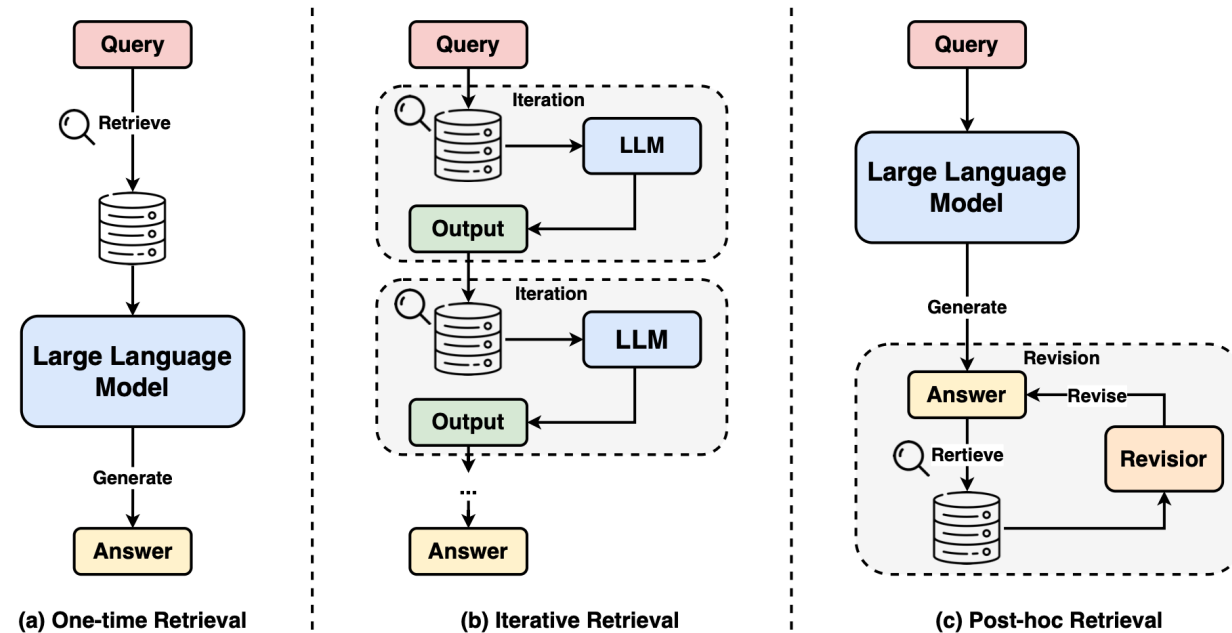 Query
Retrieve
Large Language
Model
Generate
Answer
(a) One-time Retrieval
Query
Iteration
LLM
Output
Iteration
LLM
Output
...
Answer
(b) Iterative Retrieval
Query
Large Language
Model
Generate
Revision
Answer
Revise
Rertieve
Revisior
(c) Post-hoc Retrieval